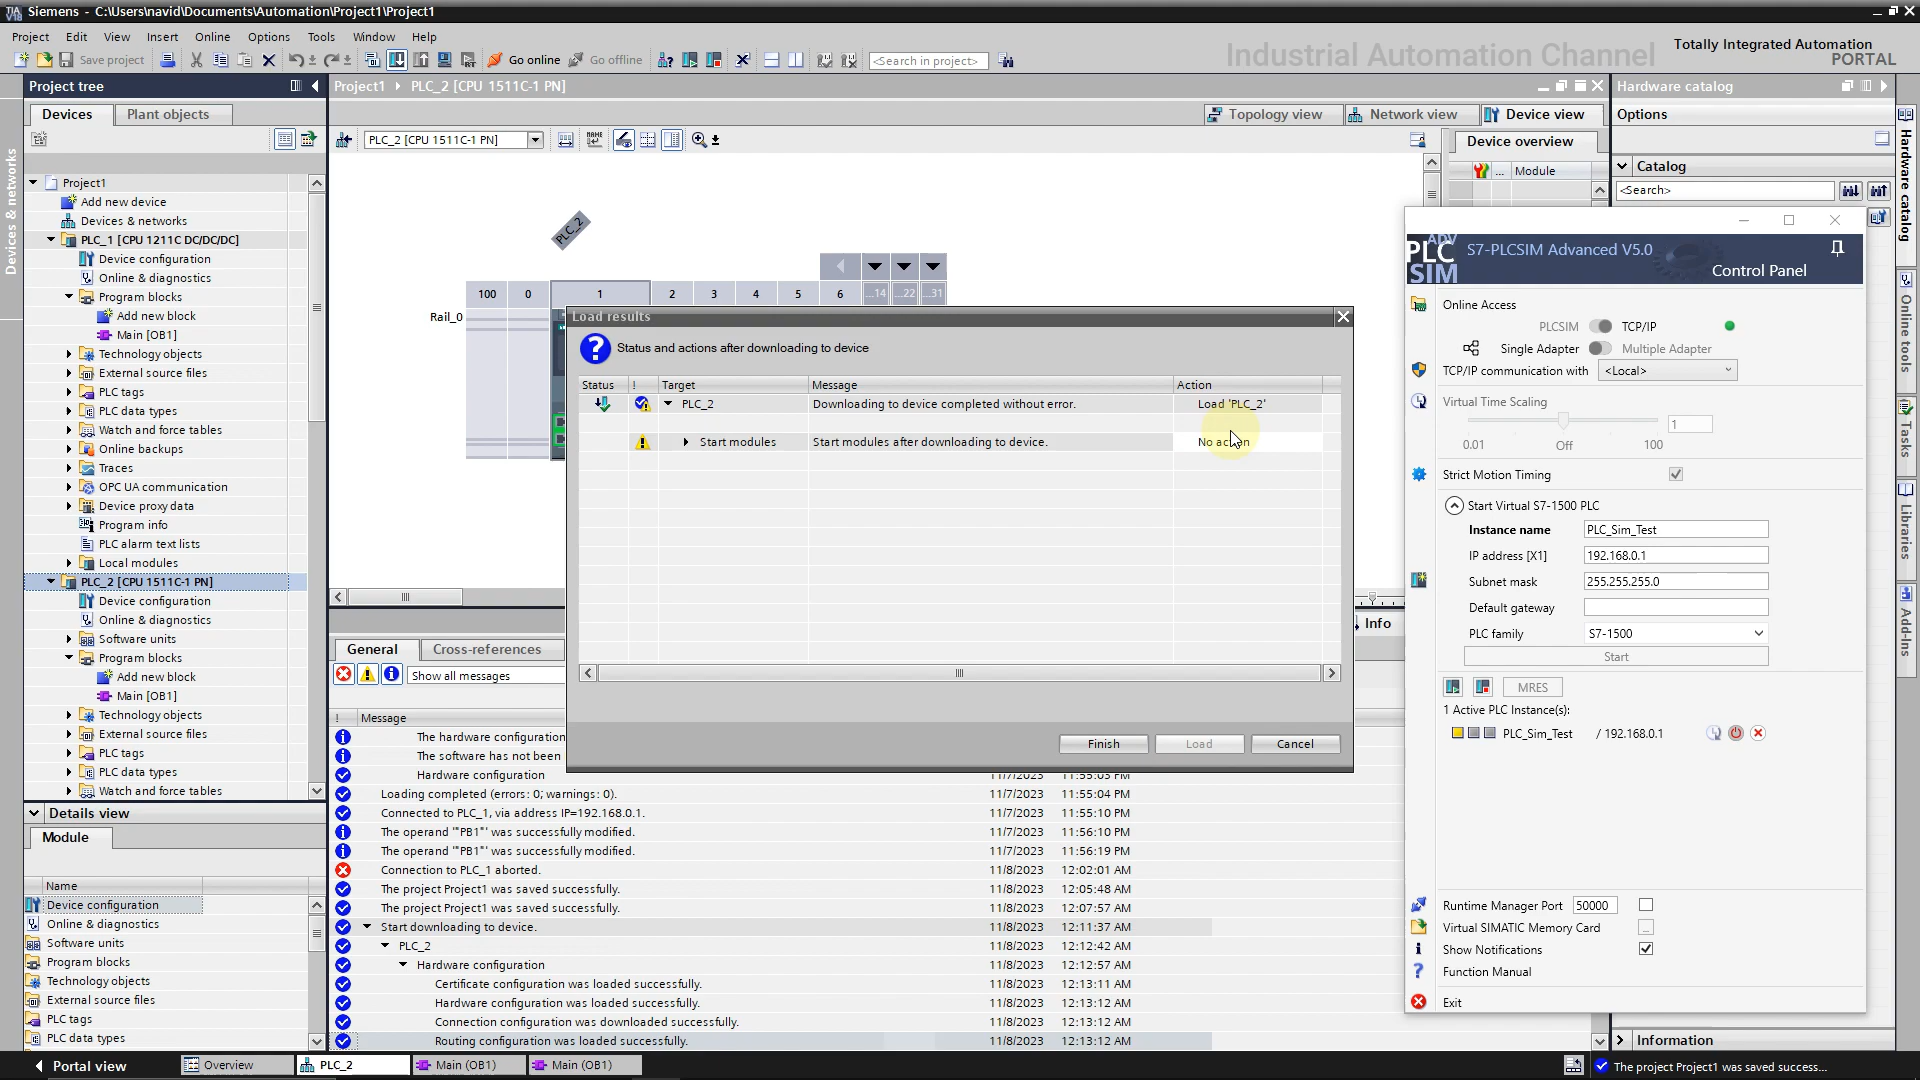 Siemens - C:\Users\navid\Documents\Automation\Project1\Project1
Project Edit View Insert Online Options Tools Window Help
Save project
Go online
Go offline
<Search in project>
Industrial Automation Channel
Totally Integrated Automation
PORTAL
Project tree
Project1 › PLC_2 [CPU 1511C-1 PN]
Hardware catalog
Devices
Plant objects
Topology view
Network view
Device view
Options
PLC_2 [CPU 1511C-1 PN]
Device overview
... Module
Catalog
<Search>
Devices & networks
Hardware catalog
Online tools
Tasks
Libraries
Add-Ins
Project1
Add new device
Devices & networks
PLC_1 [CPU 1211C DC/DC/DC]
Device configuration
Online & diagnostics
Program blocks
Add new block
Main [OB1]
Technology objects
External source files
PLC tags
PLC data types
Watch and force tables
Online backups
Traces
OPC UA communication
Device proxy data
Program info
PLC alarm text lists
Local modules
PLC_2 [CPU 1511C-1 PN]
Device configuration
Online & diagnostics
Software units
Program blocks
Add new block
Main [OB1]
Technology objects
External source files
PLC tags
PLC data types
Watch and force tables
Details view
Module
Name
Device configuration
Online & diagnostics
Software units
Program blocks
Technology objects
External source files
PLC tags
PLC data types
PLC_2
100 0 1 2 3 4 5 6 ...14 ...22 ...31
Rail_0
Load results
Status and actions after downloading to device
Status ! Target Message Action
PLC_2 Downloading to device completed without error. Load 'PLC_2'
Start modules Start modules after downloading to device. No action
Finish Load Cancel
Info
General
Cross-references
Show all messages
! Message
The hardware configuration
The software has not been
Hardware configuration 11/7/2023 11:55:03 PM
Loading completed (errors: 0; warnings: 0). 11/7/2023 11:55:04 PM
Connected to PLC_1, via address IP=192.168.0.1. 11/7/2023 11:55:10 PM
The operand '"PB1"' was successfully modified. 11/7/2023 11:56:10 PM
The operand '"PB1"' was successfully modified. 11/7/2023 11:56:19 PM
Connection to PLC_1 aborted. 11/8/2023 12:02:01 AM
The project Project1 was saved successfully. 11/8/2023 12:05:48 AM
The project Project1 was saved successfully. 11/8/2023 12:07:57 AM
Start downloading to device. 11/8/2023 12:11:37 AM
PLC_2 11/8/2023 12:12:42 AM
Hardware configuration 11/8/2023 12:12:57 AM
Certificate configuration was loaded successfully. 11/8/2023 12:13:11 AM
Hardware configuration was loaded successfully. 11/8/2023 12:13:12 AM
Connection configuration was downloaded successfully. 11/8/2023 12:13:12 AM
Routing configuration was loaded successfully. 11/8/2023 12:13:12 AM
PLC ADV
SIM
S7-PLCSIM Advanced V5.0
Control Panel
Online Access
PLCSIM TCP/IP
Single Adapter Multiple Adapter
TCP/IP communication with <Local>
Virtual Time Scaling
1
0.01 Off 100
Strict Motion Timing
Start Virtual S7-1500 PLC
Instance name PLC_Sim_Test
IP address [X1] 192.168.0.1
Subnet mask 255.255.255.0
Default gateway
PLC family S7-1500
Start
MRES
1 Active PLC Instance(s):
PLC_Sim_Test / 192.168.0.1
Runtime Manager Port 50000
Virtual SIMATIC Memory Card ...
Show Notifications
Function Manual
Exit
Information
Portal view
Overview
PLC_2
Main (OB1)
Main (OB1)
The project Project1 was saved success...